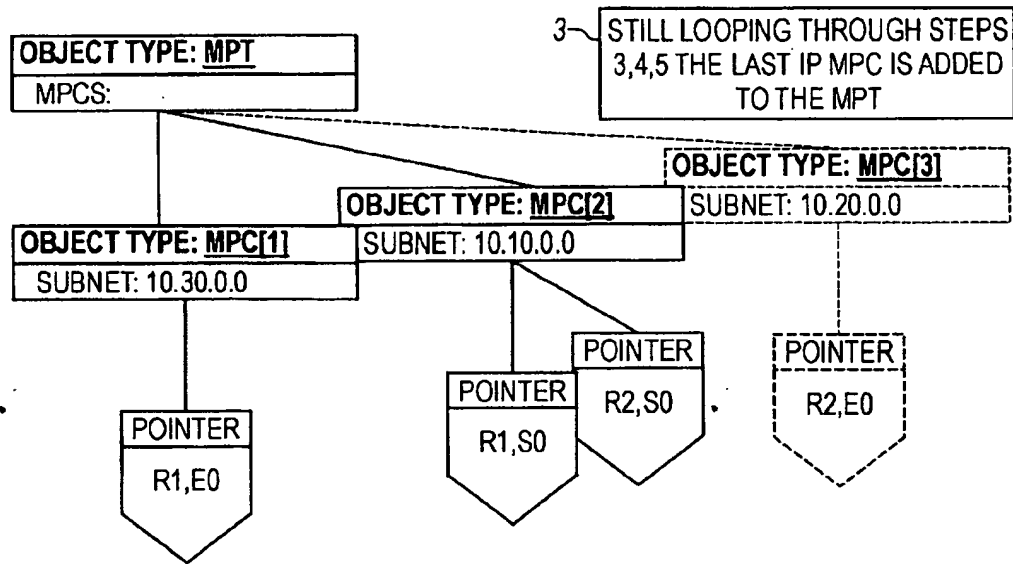 3
STILL LOOPING THROUGH STEPS
3,4,5 THE LAST IP MPC IS ADDED
TO THE MPT
OBJECT TYPE: MPT
MPCS:
OBJECT TYPE: MPC[3]
SUBNET: 10.20.0.0
OBJECT TYPE: MPC[2]
SUBNET: 10.10.0.0
OBJECT TYPE: MPC[1]
SUBNET: 10.30.0.0
POINTER
R1,E0
POINTER
R1,S0
POINTER
R2,S0
POINTER
R2,E0